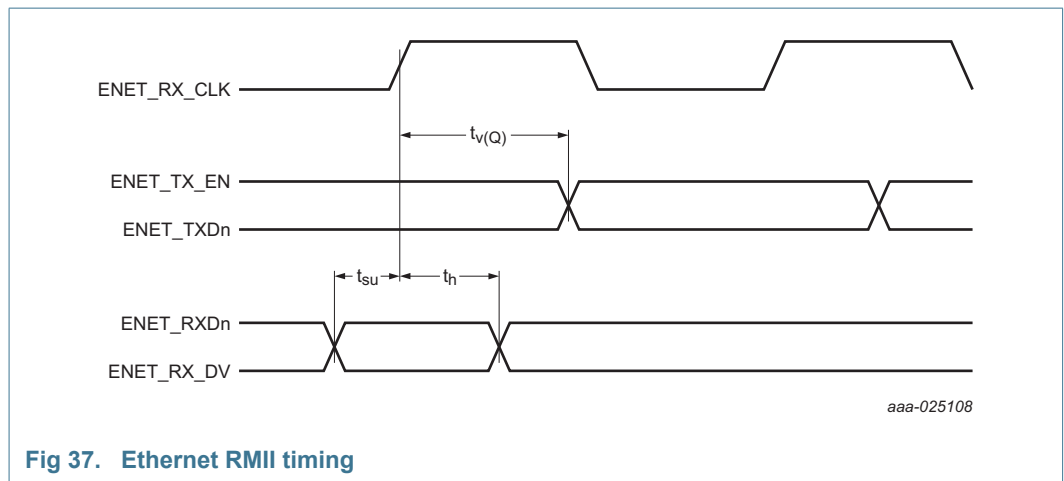 ENET_RX_CLK
tv(Q)
ENET_TX_EN
ENET_TXDn
tsu
th
ENET_RXDn
ENET_RX_DV
aaa-025108
Fig 37. Ethernet RMII timing